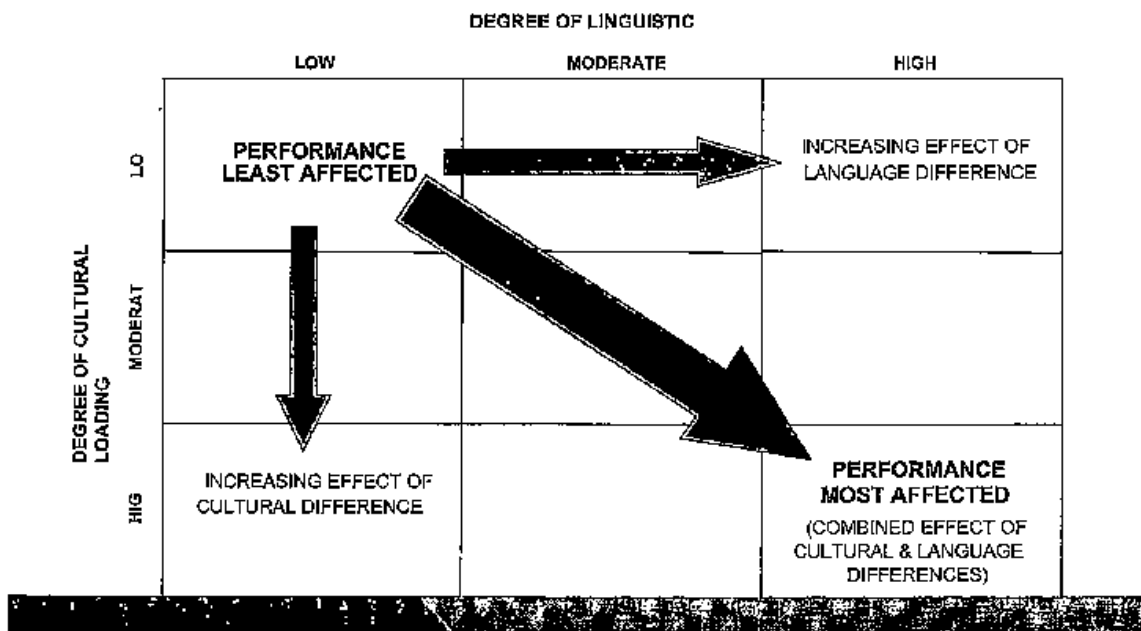 DEGREE OF LINGUISTIC
LOW MODERATE HIGH
LO
PERFORMANCE
LEAST AFFECTED
INCREASING EFFECT OF
LANGUAGE DIFFERENCE
DEGREE OF CULTURAL
LOADING
MODERAT
HIG
INCREASING EFFECT OF
CULTURAL DIFFERENCE
PERFORMANCE
MOST AFFECTED
(COMBINED EFFECT OF
CULTURAL & LANGUAGE
DIFFERENCES)